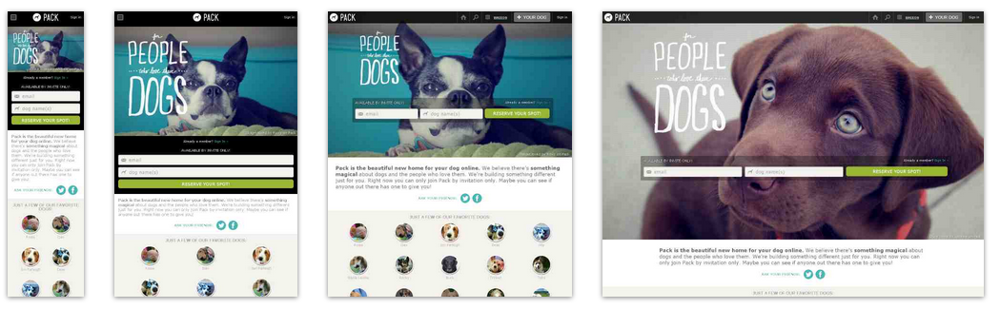 PACK
Sign in
for
PEOPLE
who love their
DOGS
Already a member? Sign in
AVAILABLE BY INVITE ONLY!
email
dog name(s)
RESERVE YOUR SPOT!
Pack is the beautiful new home
for your dog online. We believe
there's something magical about
dogs and the people who love
them. We're building something
different just for you. Right now
you can only join Pack by
invitation only. Maybe you can see
if anyone out there has one to
give you!
ASK YOUR FRIENDS:
JUST A FEW OF OUR FAVORITE
DOGS!
PACK
Sign in
for
PEOPLE
who love their
DOGS
Already a member? Sign in
AVAILABLE BY INVITE ONLY!
email
dog name(s)
RESERVE YOUR SPOT!
Pack is the beautiful new home for your dog online. We believe there's something
magical about dogs and the people who love them. We're building something different
just for you. Right now you can only join Pack by invitation only. Maybe you can see if
anyone out there has one to give you!
ASK YOUR FRIENDS:
JUST A FEW OF OUR FAVORITE DOGS!
PACK
BREEDS
+ YOUR DOG
Sign in
for
PEOPLE
who love their
DOGS
AVAILABLE BY INVITE ONLY!
Already a member? Sign in
email
dog name(s)
RESERVE YOUR SPOT!
Pack is the beautiful new home for your dog online. We believe there's something
magical about dogs and the people who love them. We're building something different
just for you. Right now you can only join Pack by invitation only. Maybe you can see if
anyone out there has one to give you!
ASK YOUR FRIENDS:
JUST A FEW OF OUR FAVORITE DOGS!
PACK
BREEDS
+ YOUR DOG
Sign in
for
PEOPLE
who love their
DOGS
AVAILABLE BY INVITE ONLY!
Already a member? Sign in
email
dog name(s)
RESERVE YOUR SPOT!
Pack is the beautiful new home for your dog online. We believe there's something magical about
dogs and the people who love them. We're building something different just for you. Right now you
can only join Pack by invitation only. Maybe you can see if anyone out there has one to give you!
ASK YOUR FRIENDS:
JUST A FEW OF OUR FAVORITE DOGS!